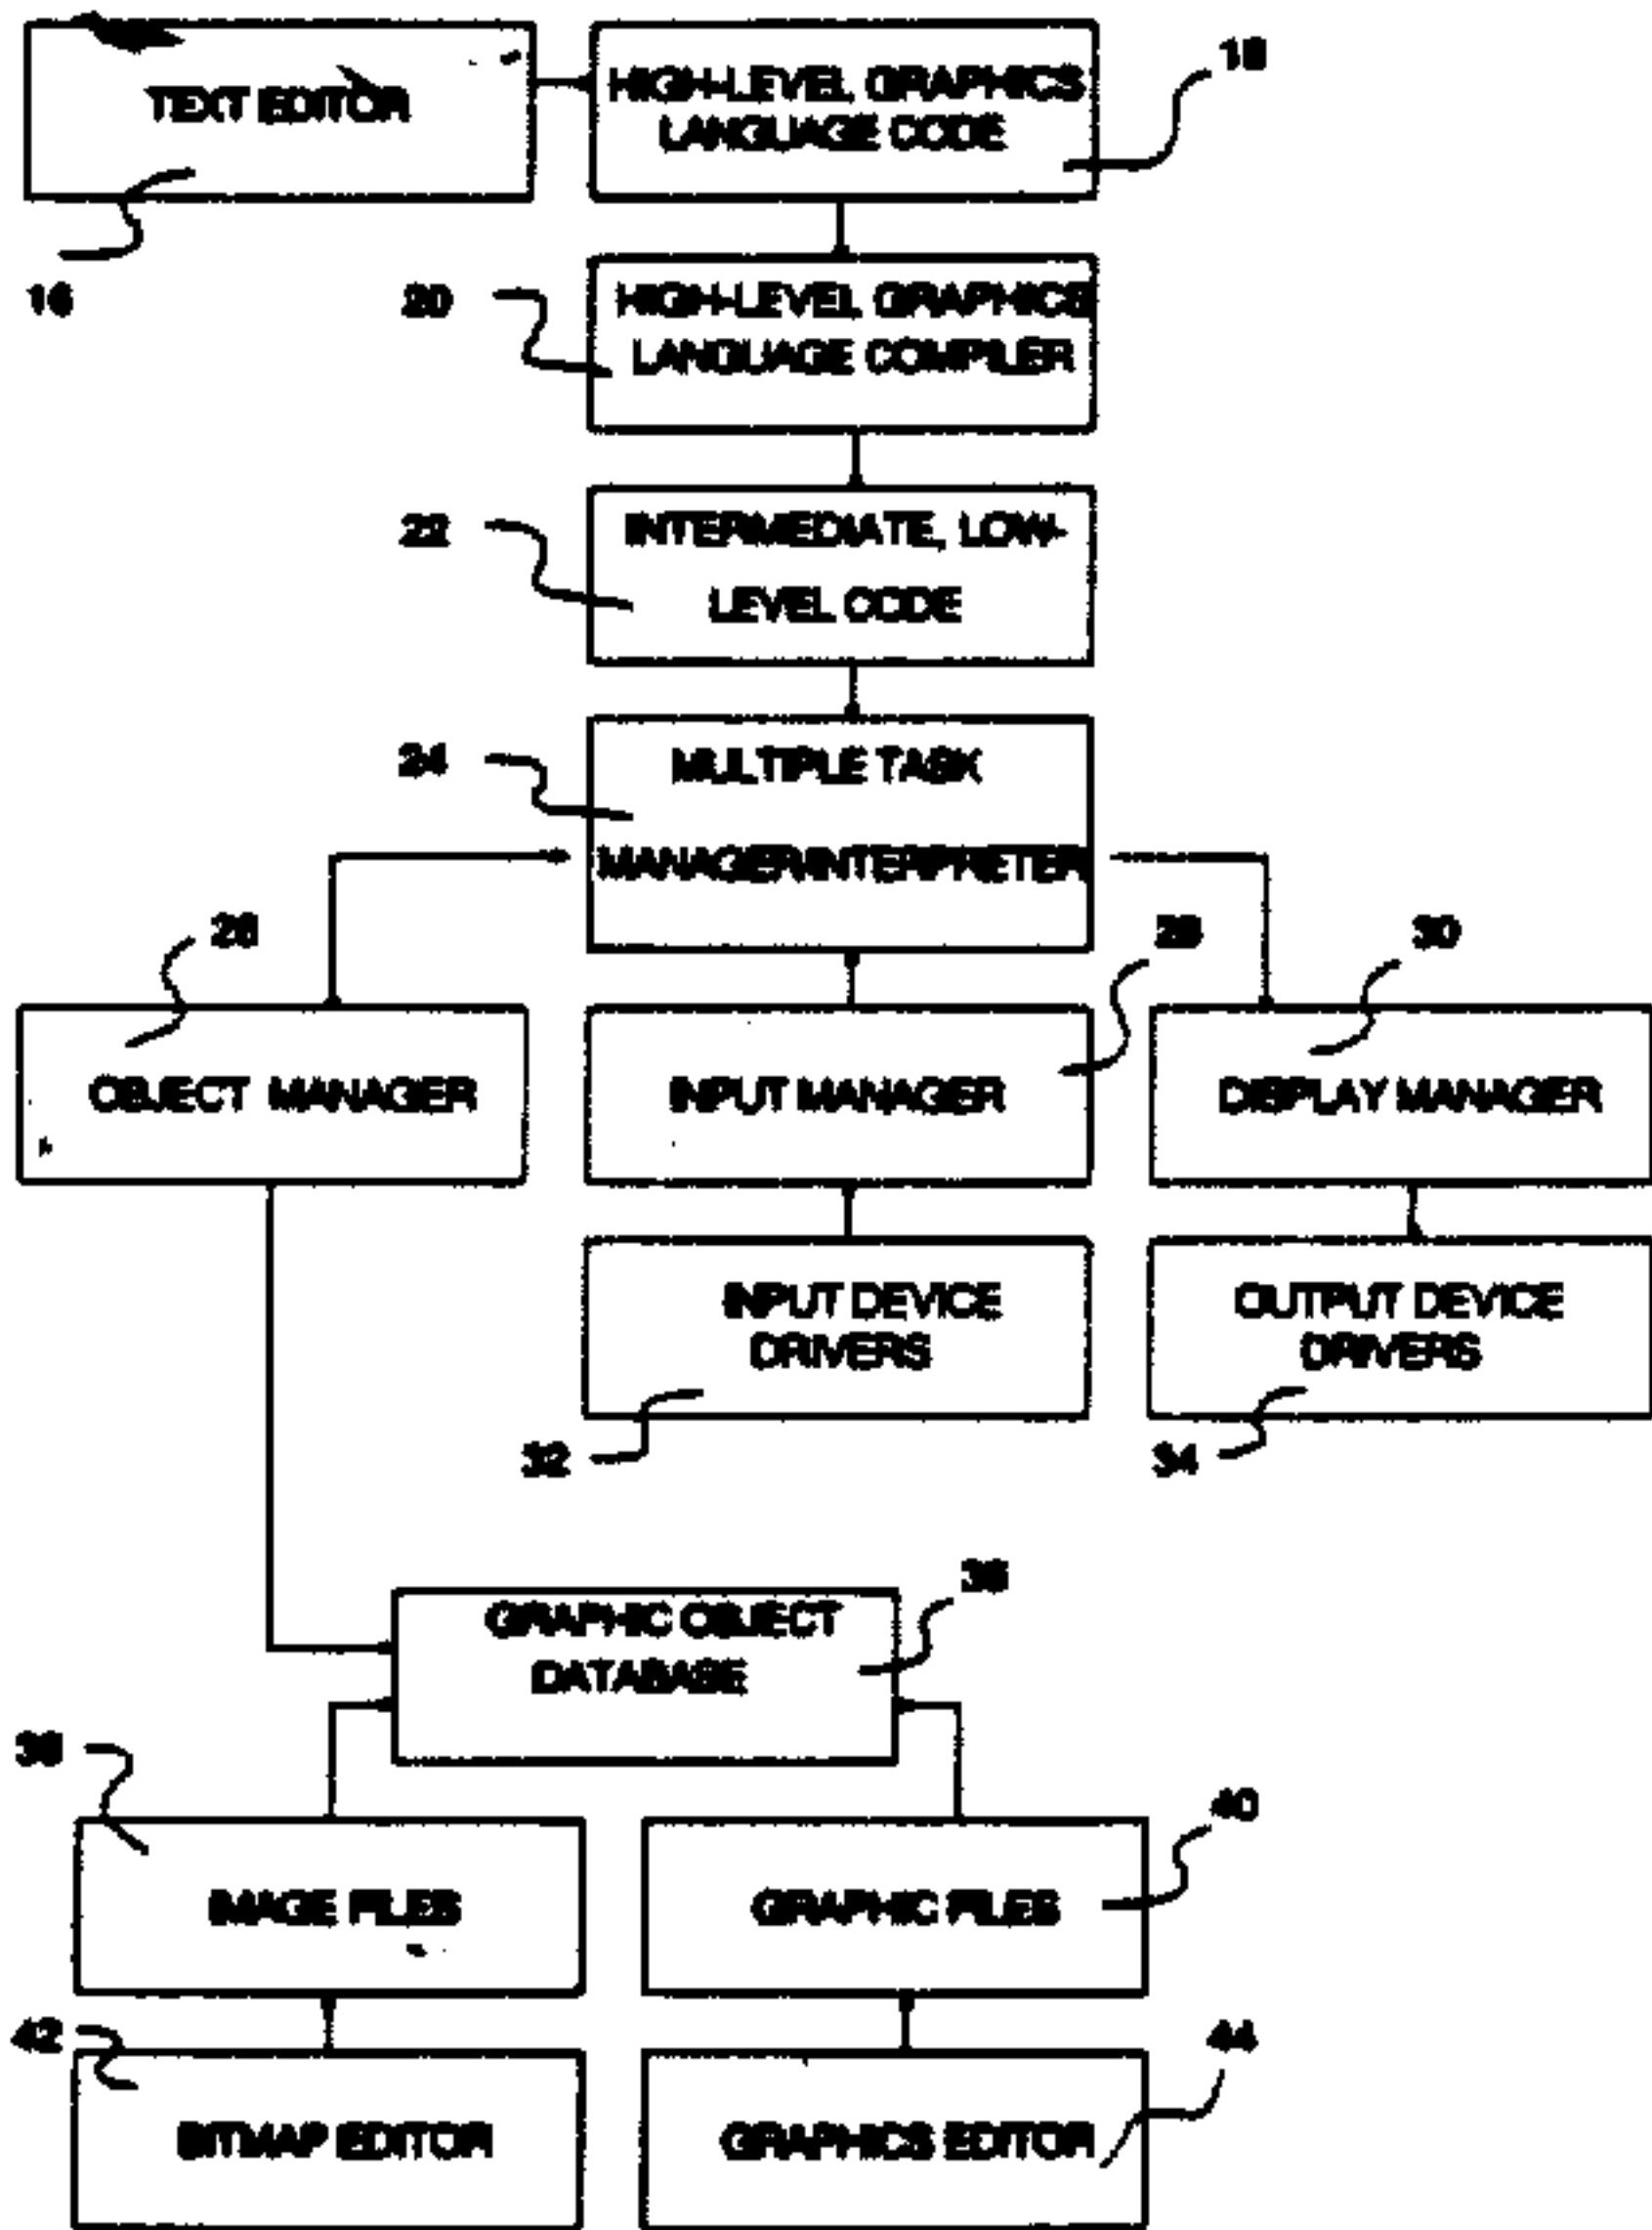 TEXT EDITOR
HIGH-LEVEL GRAPHICS
LANGUAGE CODE
18
16
20
HIGH-LEVEL GRAPHICS
LANGUAGE COMPILER
22
INTERMEDIATE, LOW-
LEVEL CODE
24
MULTIPLE TASK
MANAGER/INTERPRETER
26
28
30
OBJECT MANAGER
INPUT MANAGER
DISPLAY MANAGER
INPUT DEVICE
DRIVERS
OUTPUT DEVICE
DRIVERS
32
34
36
GRAPHIC OBJECT
DATABASE
38
40
IMAGE FILES
GRAPHIC FILES
42
44
BITMAP EDITOR
GRAPHICS EDITOR